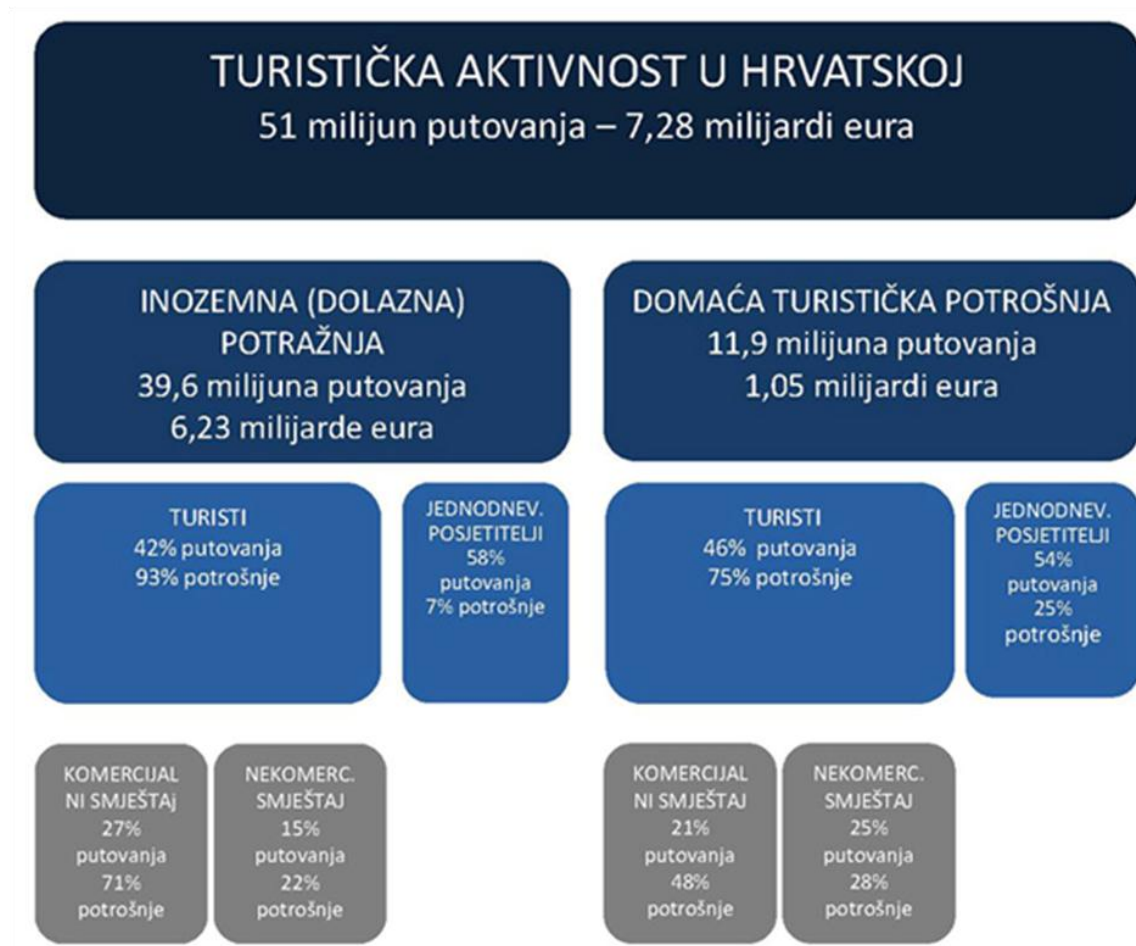 TURISTIČKA AKTIVNOST U HRVATSKOJ
51 milijun putovanja – 7,28 milijardi eura
INOZEMNA (DOLAZNA)
POTRAŽNJA
39,6 milijuna putovanja
6,23 milijarde eura
DOMAĆA TURISTIČKA POTROŠNJA
11,9 milijuna putovanja
1,05 milijardi eura
TURISTI
42% putovanja
93% potrošnje
JEDNODNEV.
POSJETITELJI
58%
putovanja
7% potrošnje
TURISTI
46% putovanja
75% potrošnje
JEDNODNEV.
POSJETITELJI
54%
putovanja
25%
potrošnje
KOMERCIJAL
NI SMJEŠTAj
27%
putovanja
71%
potrošnje
NEKOMERC.
SMJEŠTAJ
15%
putovanja
22%
potrošnje
KOMERCIJAL
NI SMJEŠTAJ
21%
putovanja
48%
potrošnje
NEKOMERC.
SMJEŠTAJ
25%
putovanja
28%
potrošnje